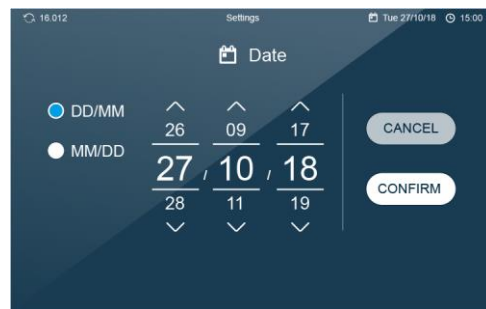 16.012 Settings Tue 27/10/18 15:00
Date
DD/MM
MM/DD
26 09 17
27 / 10 , 18
28 11 19
CANCEL
CONFIRM